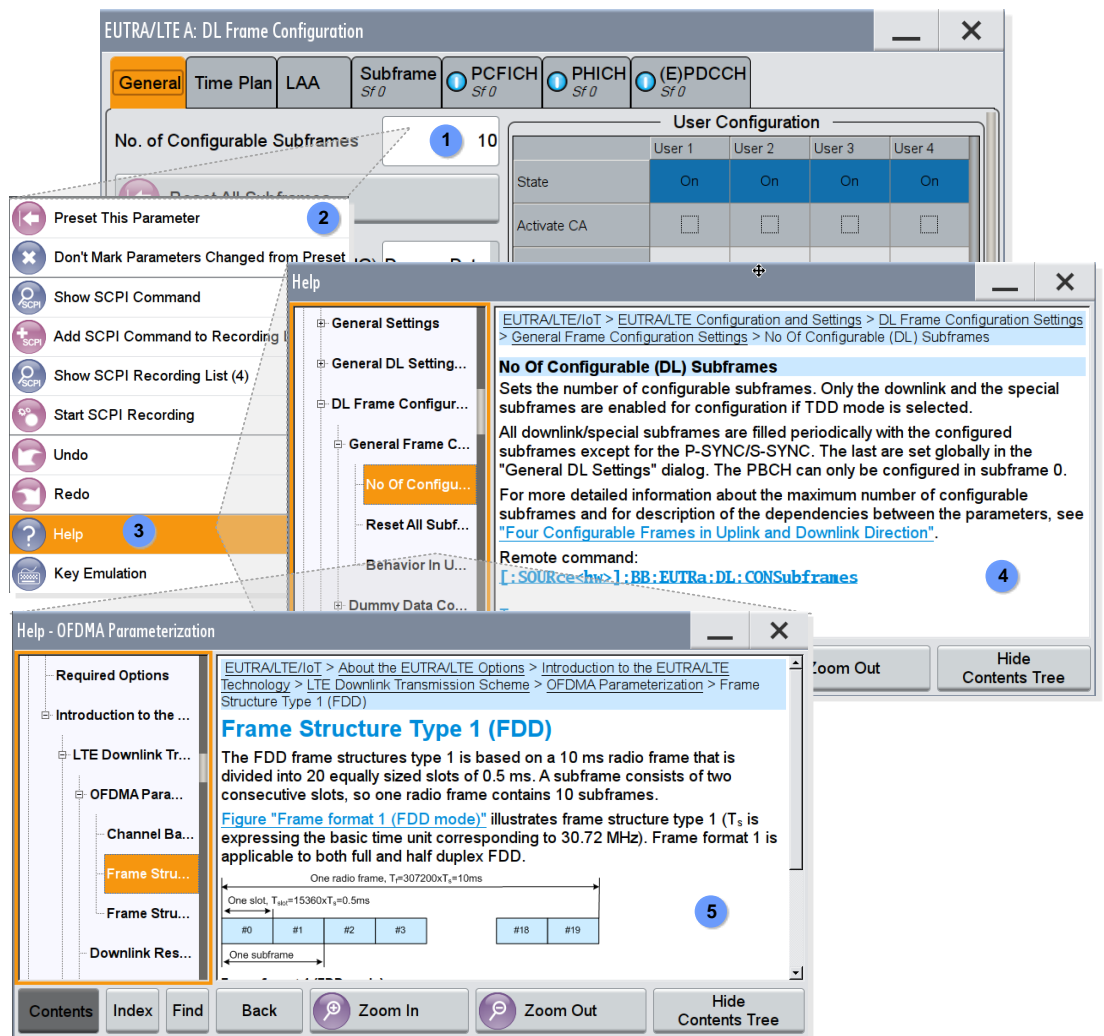 EUTRA/LTE A: DL Frame Configuration
General
Time Plan
LAA
Subframe
Sf 0
PCFICH
Sf 0
PHICH
Sf 0
(E)PDCCH
Sf 0
No. of Configurable Subframes
1
10
User Configuration
User 1
User 2
User 3
User 4
State
On
On
On
On
Activate CA
Reset All Subframes
Preset This Parameter
2
Don't Mark Parameters Changed from Preset
SCPI
Show SCPI Command
SCPI
Add SCPI Command to Recording
SCPI
Show SCPI Recording List (4)
Start SCPI Recording
Undo
Redo
?
Help
3
Key Emulation
Help
General Settings
General DL Setting...
DL Frame Configur...
General Frame C...
No Of Configu...
Reset All Subf...
Behavior In U...
Dummy Data Co...
EUTRA/LTE/IoT > EUTRA/LTE Configuration and Settings > DL Frame Configuration Settings
> General Frame Configuration Settings > No Of Configurable (DL) Subframes
No Of Configurable (DL) Subframes
Sets the number of configurable subframes. Only the downlink and the special
subframes are enabled for configuration if TDD mode is selected.
All downlink/special subframes are filled periodically with the configured
subframes except for the P-SYNC/S-SYNC. The last are set globally in the
"General DL Settings" dialog. The PBCH can only be configured in subframe 0.
For more detailed information about the maximum number of configurable
subframes and for description of the dependencies between the parameters, see
"Four Configurable Frames in Uplink and Downlink Direction".
Remote command:
[:SOURce<hw>]:BB:EUTRa:DL:CONSubframes
4
Zoom Out
Hide
Contents Tree
Help - OFDMA Parameterization
Required Options
Introduction to the ...
LTE Downlink Tr...
OFDMA Para...
Channel Ba...
Frame Stru...
Frame Stru...
Downlink Res...
EUTRA/LTE/IoT > About the EUTRA/LTE Options > Introduction to the EUTRA/LTE
Technology > LTE Downlink Transmission Scheme > OFDMA Parameterization > Frame
Structure Type 1 (FDD)
Frame Structure Type 1 (FDD)
The FDD frame structures type 1 is based on a 10 ms radio frame that is
divided into 20 equally sized slots of 0.5 ms. A subframe consists of two
consecutive slots, so one radio frame contains 10 subframes.
Figure "Frame format 1 (FDD mode)" illustrates frame structure type 1 (Ts is
expressing the basic time unit corresponding to 30.72 MHz). Frame format 1 is
applicable to both full and half duplex FDD.
One radio frame, Tf=307200xTs=10ms
One slot, Tslot=15360xTs=0.5ms
#0
#1
#2
#3
#18
#19
One subframe
5
Contents
Index
Find
Back
Zoom In
Zoom Out
Hide
Contents Tree